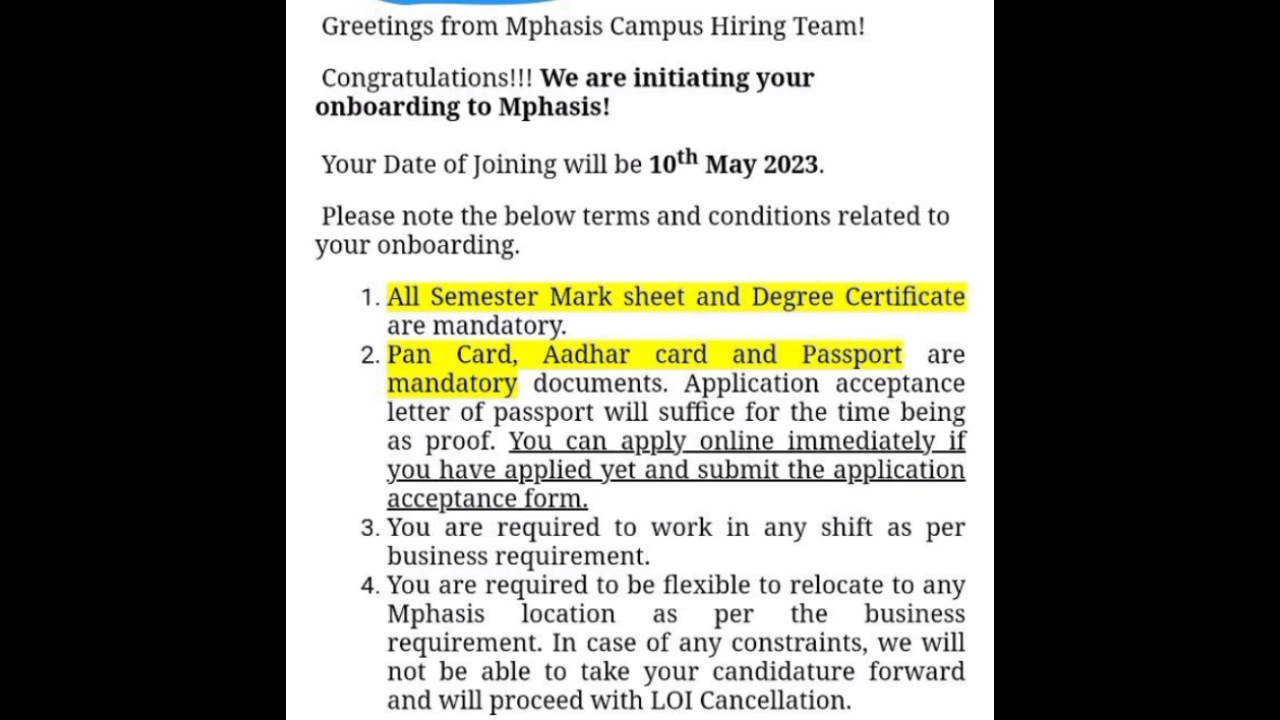 Greetings from Mphasis Campus Hiring Team!
Congratulations!!! We are initiating your
onboarding to Mphasis!
Your Date of Joining will be 10th May 2023.
Please note the below terms and conditions related to
your onboarding.
1. All Semester Mark sheet and Degree Certificate
are mandatory.
2. Pan Card, Aadhar card and Passport are
mandatory documents. Application acceptance
letter of passport will suffice for the time being
as proof. You can apply online immediately if
you have applied yet and submit the application
acceptance form.
3. You are required to work in any shift as per
business requirement.
4. You are required to be flexible to relocate to any
Mphasis location as per the business
requirement. In case of any constraints, we will
not be able to take your candidature forward
and will proceed with LOI Cancellation.